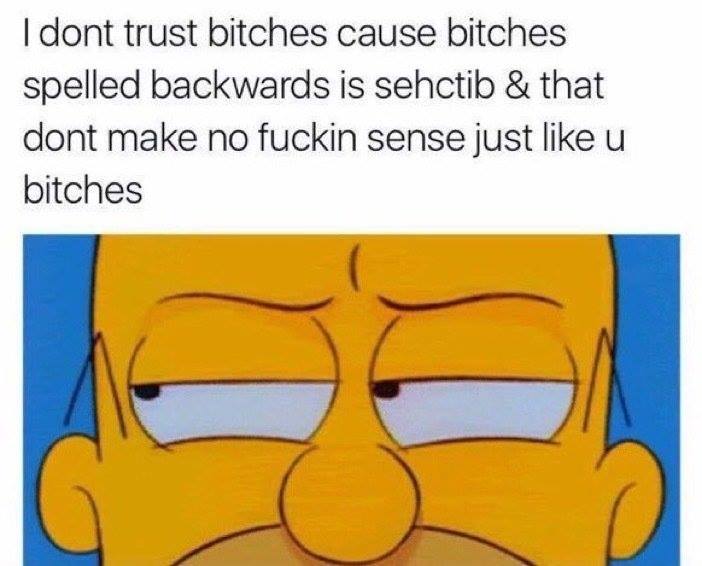 I dont trust bitches cause bitches
spelled backwards is sehctib & that
dont make no fuckin sense just like u
bitches